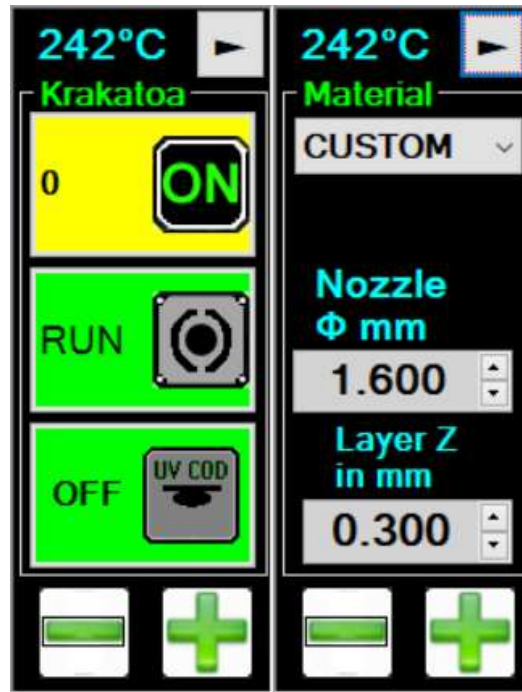 242°C
Krakatoa
0
ON
RUN
UV COD
OFF
242°C
Material
CUSTOM
Nozzle
Φ mm
1.600
Layer Z
in mm
0.300